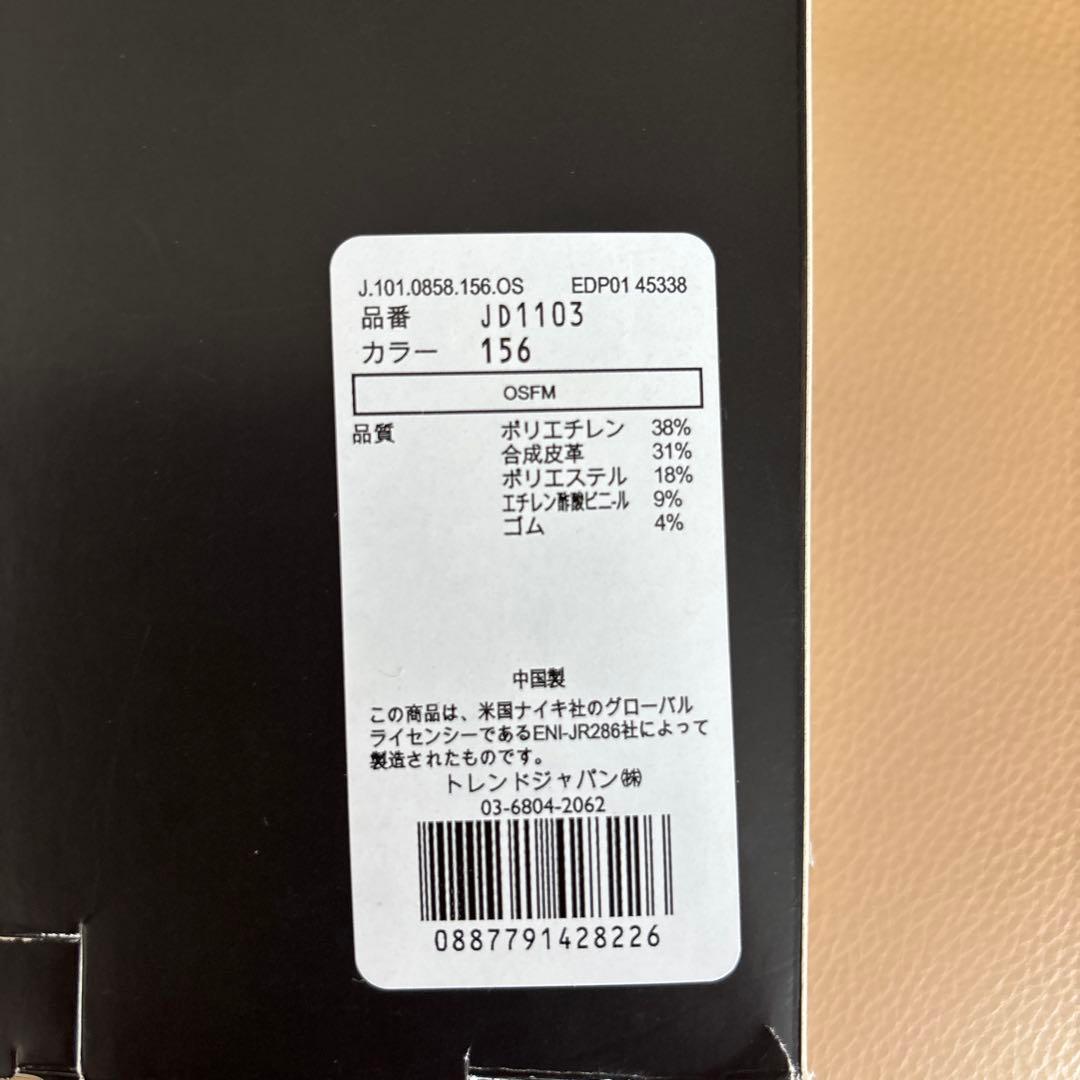 J.101.0858.156.OS EDP01 45338
品番 JD1103
カラー 156
OSFM
品質 ポリエチレン 38%
合成皮革 31%
ポリエステル 18%
エチレン酢酸ビニール 9%
ゴム 4%
中国製
この商品は、米国ナイキ社のグローバル
ライセンシーであるENI-JR286社によって
製造されたものです。
トレンドジャパン㈱
03-6804-2062
0887791428226